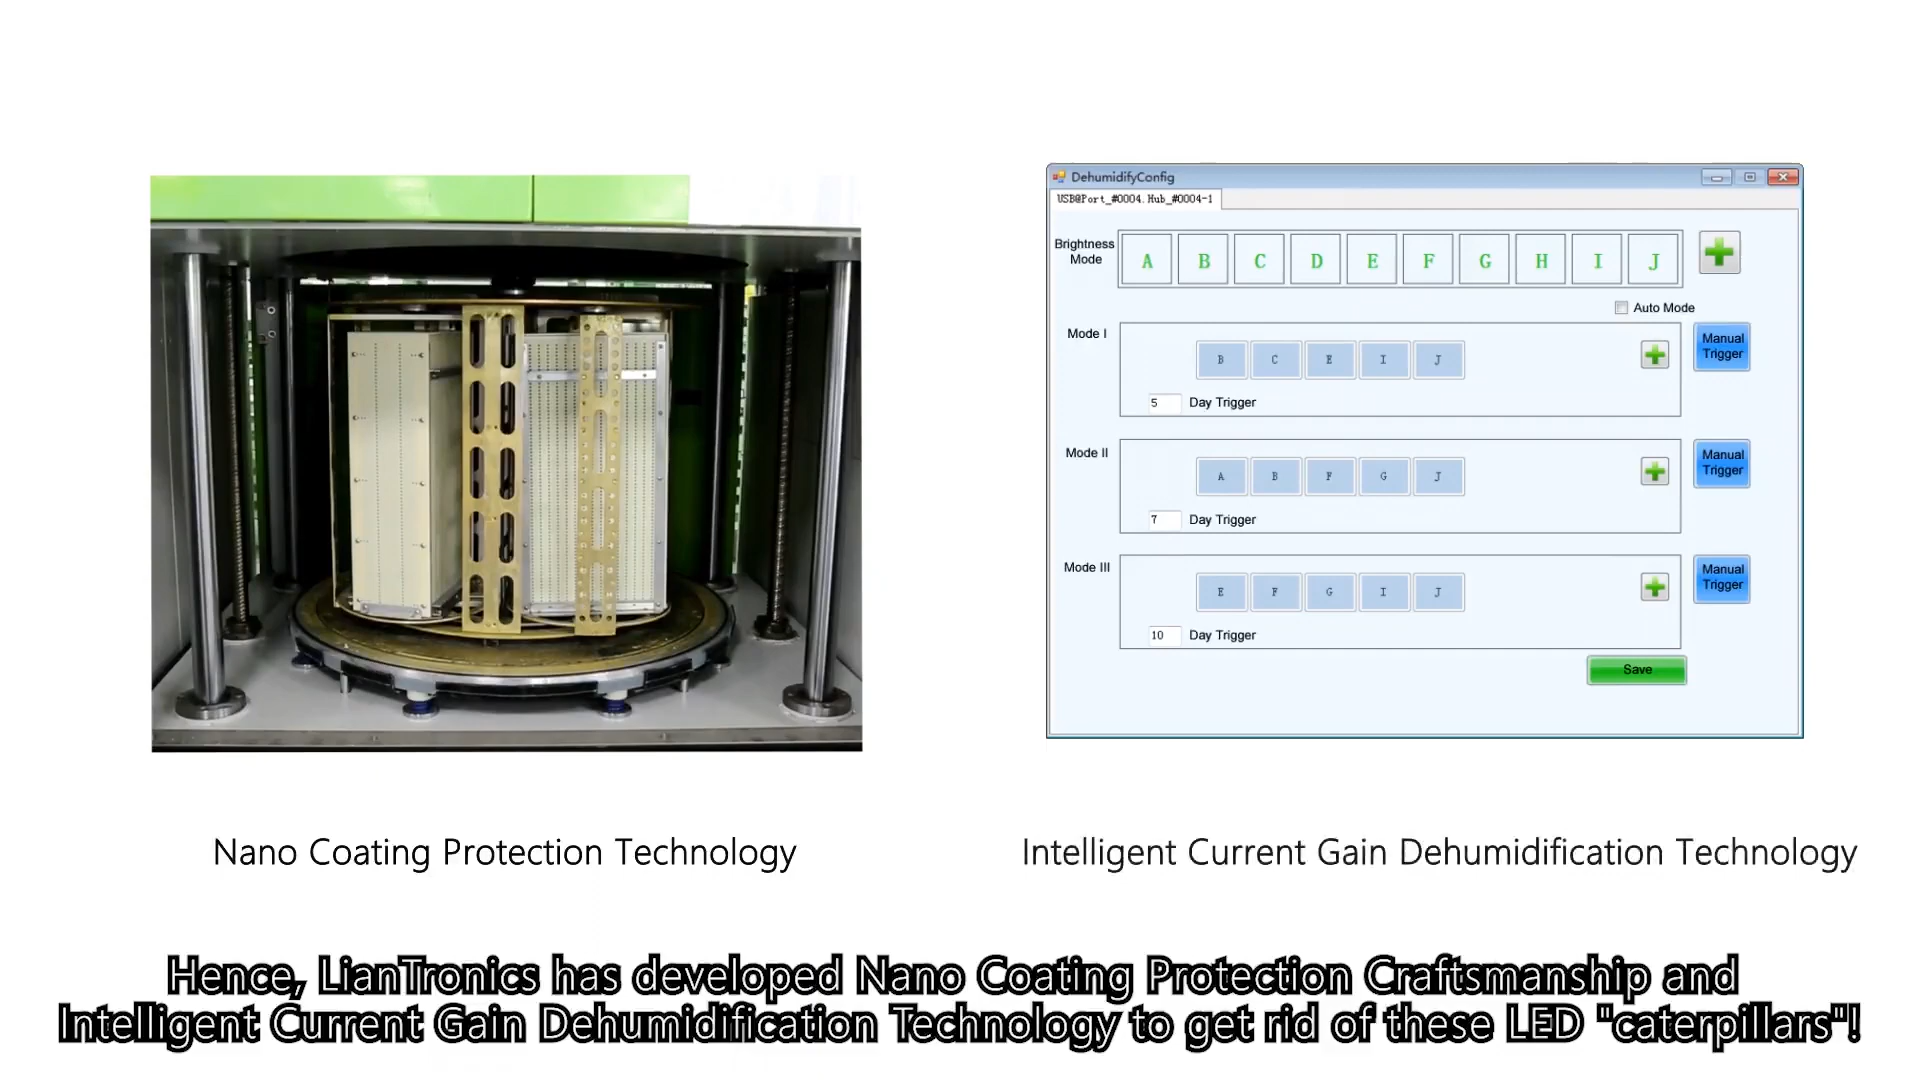 DehumidifyConfig
USB@Port_#0004.Hub_#0004-1
Brightness
Mode
A B C D E F G H I J
Auto Mode
Mode I
B C E I J
Manual
Trigger
5 Day Trigger
Mode II
A B F G J
Manual
Trigger
7 Day Trigger
Mode III
E F G I J
Manual
Trigger
10 Day Trigger
Save
Nano Coating Protection Technology
Intelligent Current Gain Dehumidification Technology
Hence, LianTronics has developed Nano Coating Protection Craftsmanship and
Intelligent Current Gain Dehumidification Technology to get rid of these LED "caterpillars"!